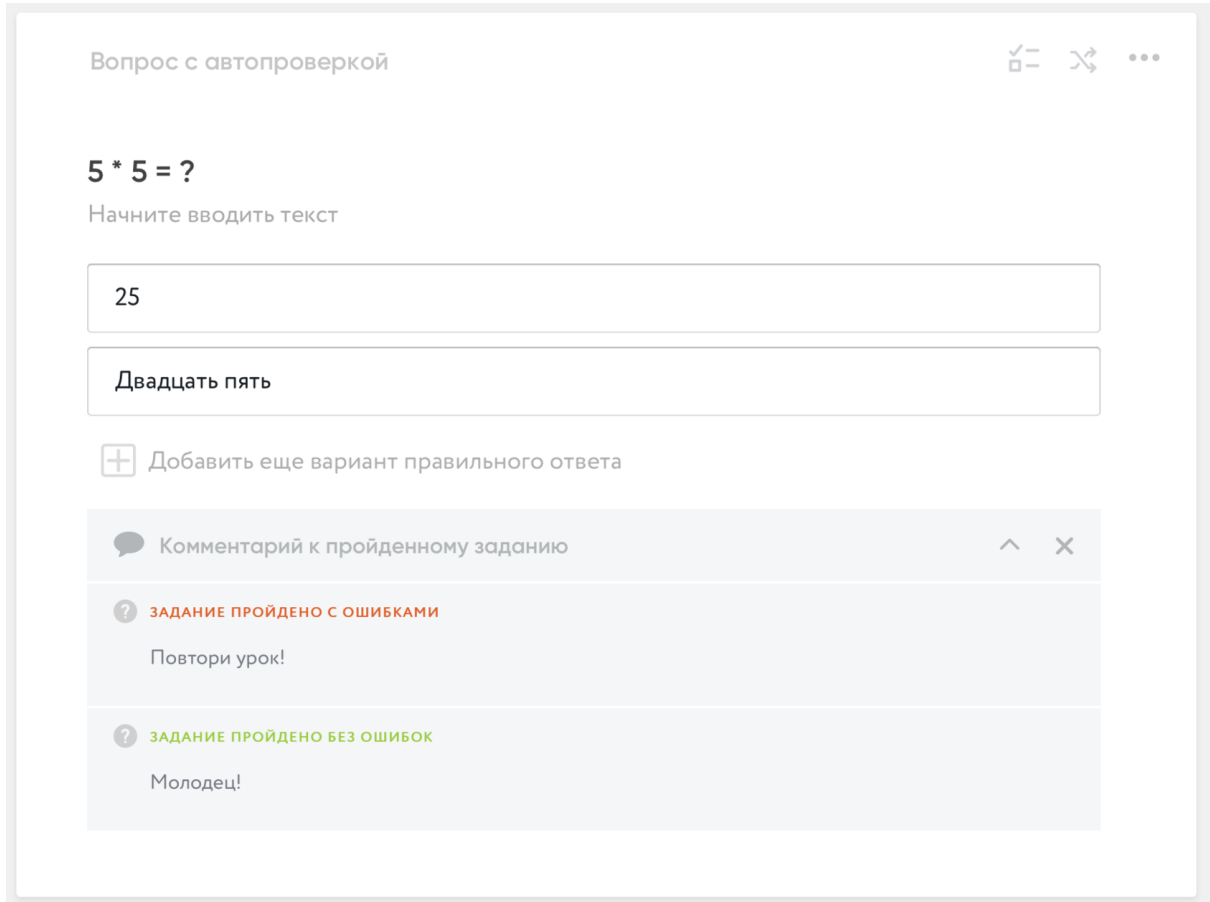 Вопрос с автопроверкой
5 * 5 = ?
Начните вводить текст
25
Двадцать пять
Добавить еще вариант правильного ответа
Комментарий к пройденному заданию
ЗАДАНИЕ ПРОЙДЕНО С ОШИБКАМИ
Повтори урок!
ЗАДАНИЕ ПРОЙДЕНО БЕЗ ОШИБОК
Молодец!